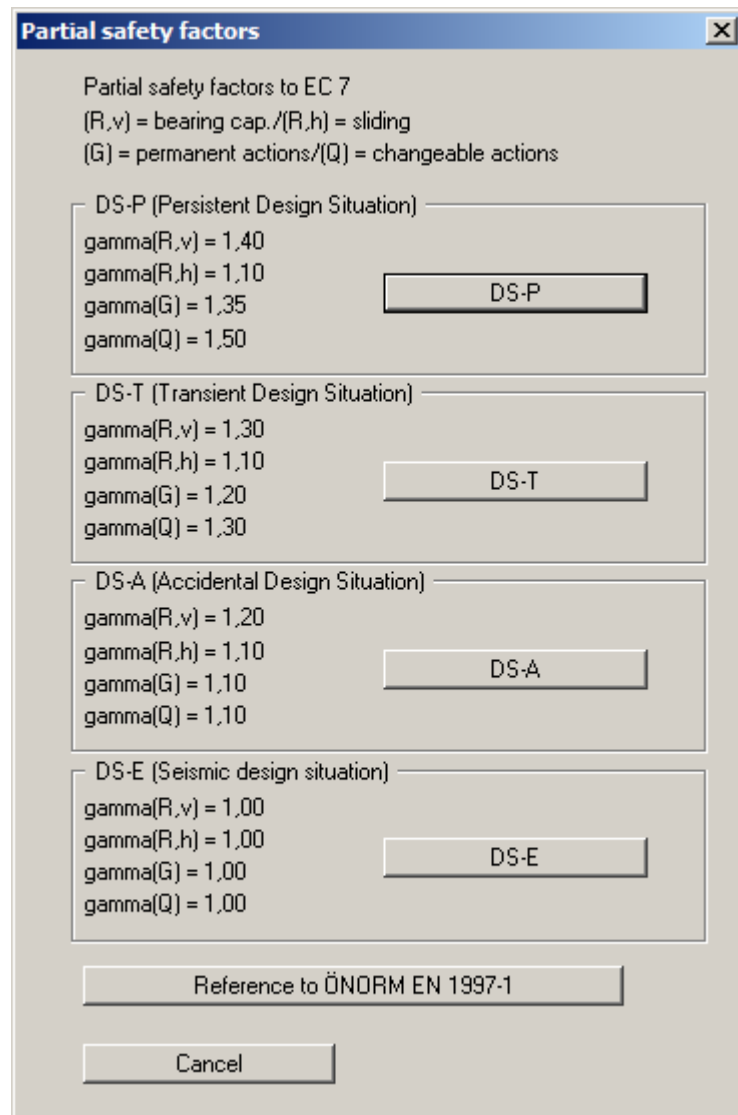 Partial safety factors
Partial safety factors to EC 7
(R,v) = bearing cap./(R,h) = sliding
(G) = permanent actions/(Q) = changeable actions
DS-P (Persistent Design Situation)
gamma(R,v) = 1,40
gamma(R,h) = 1,10
gamma(G) = 1,35
gamma(Q) = 1,50
DS-P
DS-T (Transient Design Situation)
gamma(R,v) = 1,30
gamma(R,h) = 1,10
gamma(G) = 1,20
gamma(Q) = 1,30
DS-T
DS-A (Accidental Design Situation)
gamma(R,v) = 1,20
gamma(R,h) = 1,10
gamma(G) = 1,10
gamma(Q) = 1,10
DS-A
DS-E (Seismic design situation)
gamma(R,v) = 1,00
gamma(R,h) = 1,00
gamma(G) = 1,00
gamma(Q) = 1,00
DS-E
Reference to ÖNORM EN 1997-1
Cancel